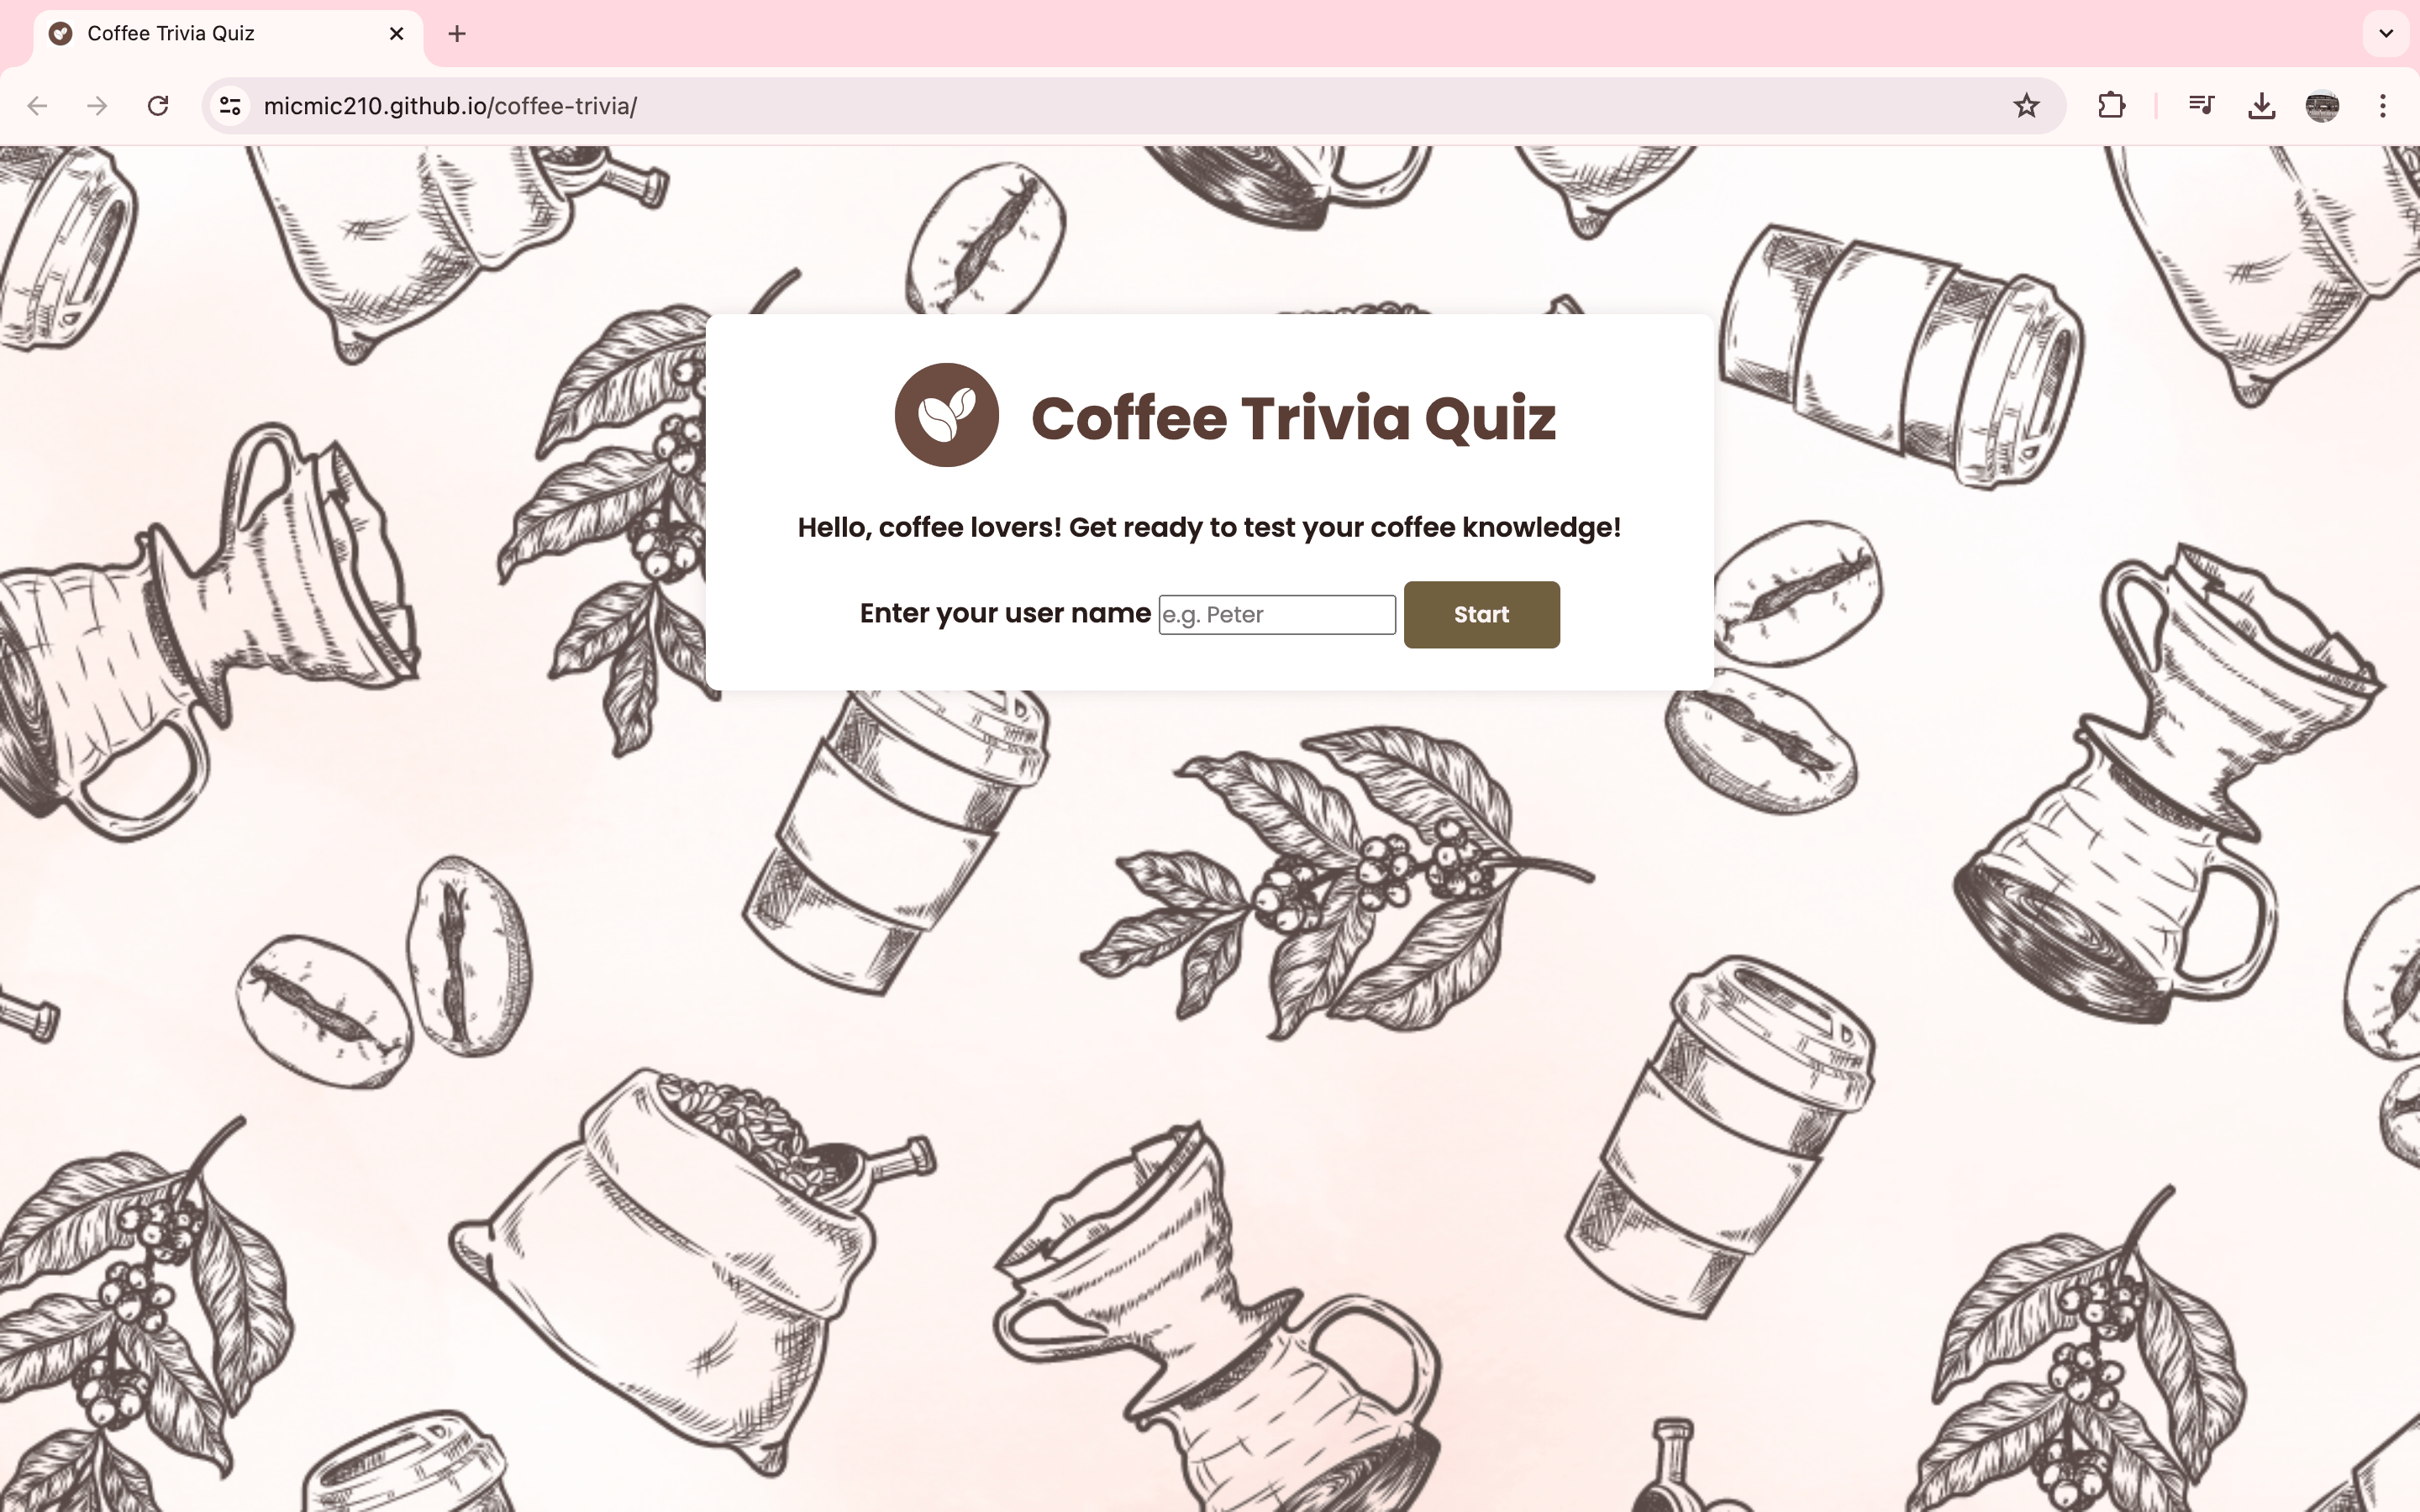 Coffee Trivia Quiz
micmic210.github.io/coffee-trivia/
Coffee Trivia Quiz
Hello, coffee lovers! Get ready to test your coffee knowledge!
Enter your user name e.g. Peter Start